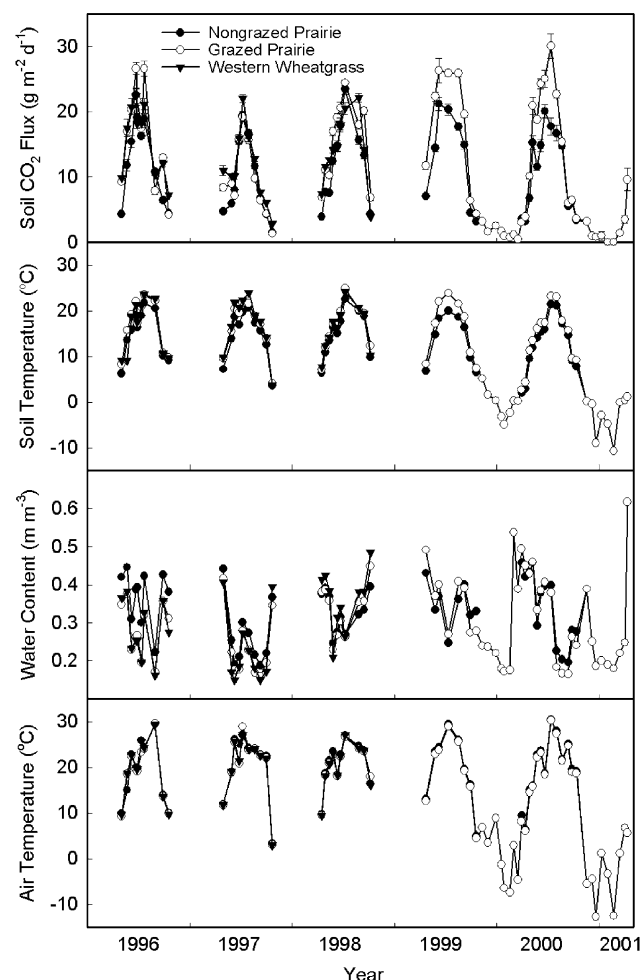 Nongrazed Prairie
Grazed Prairie
Western Wheatgrass
Soil CO2 Flux (g m-2 d-1)
30
20
10
0
Soil Temperature (°C)
30
20
10
0
-10
Water Content (m m-3)
0.6
0.5
0.4
0.3
0.2
Air Temperature (°C)
30
20
10
0
-10
1996 1997 1998 1999 2000 2001
Year